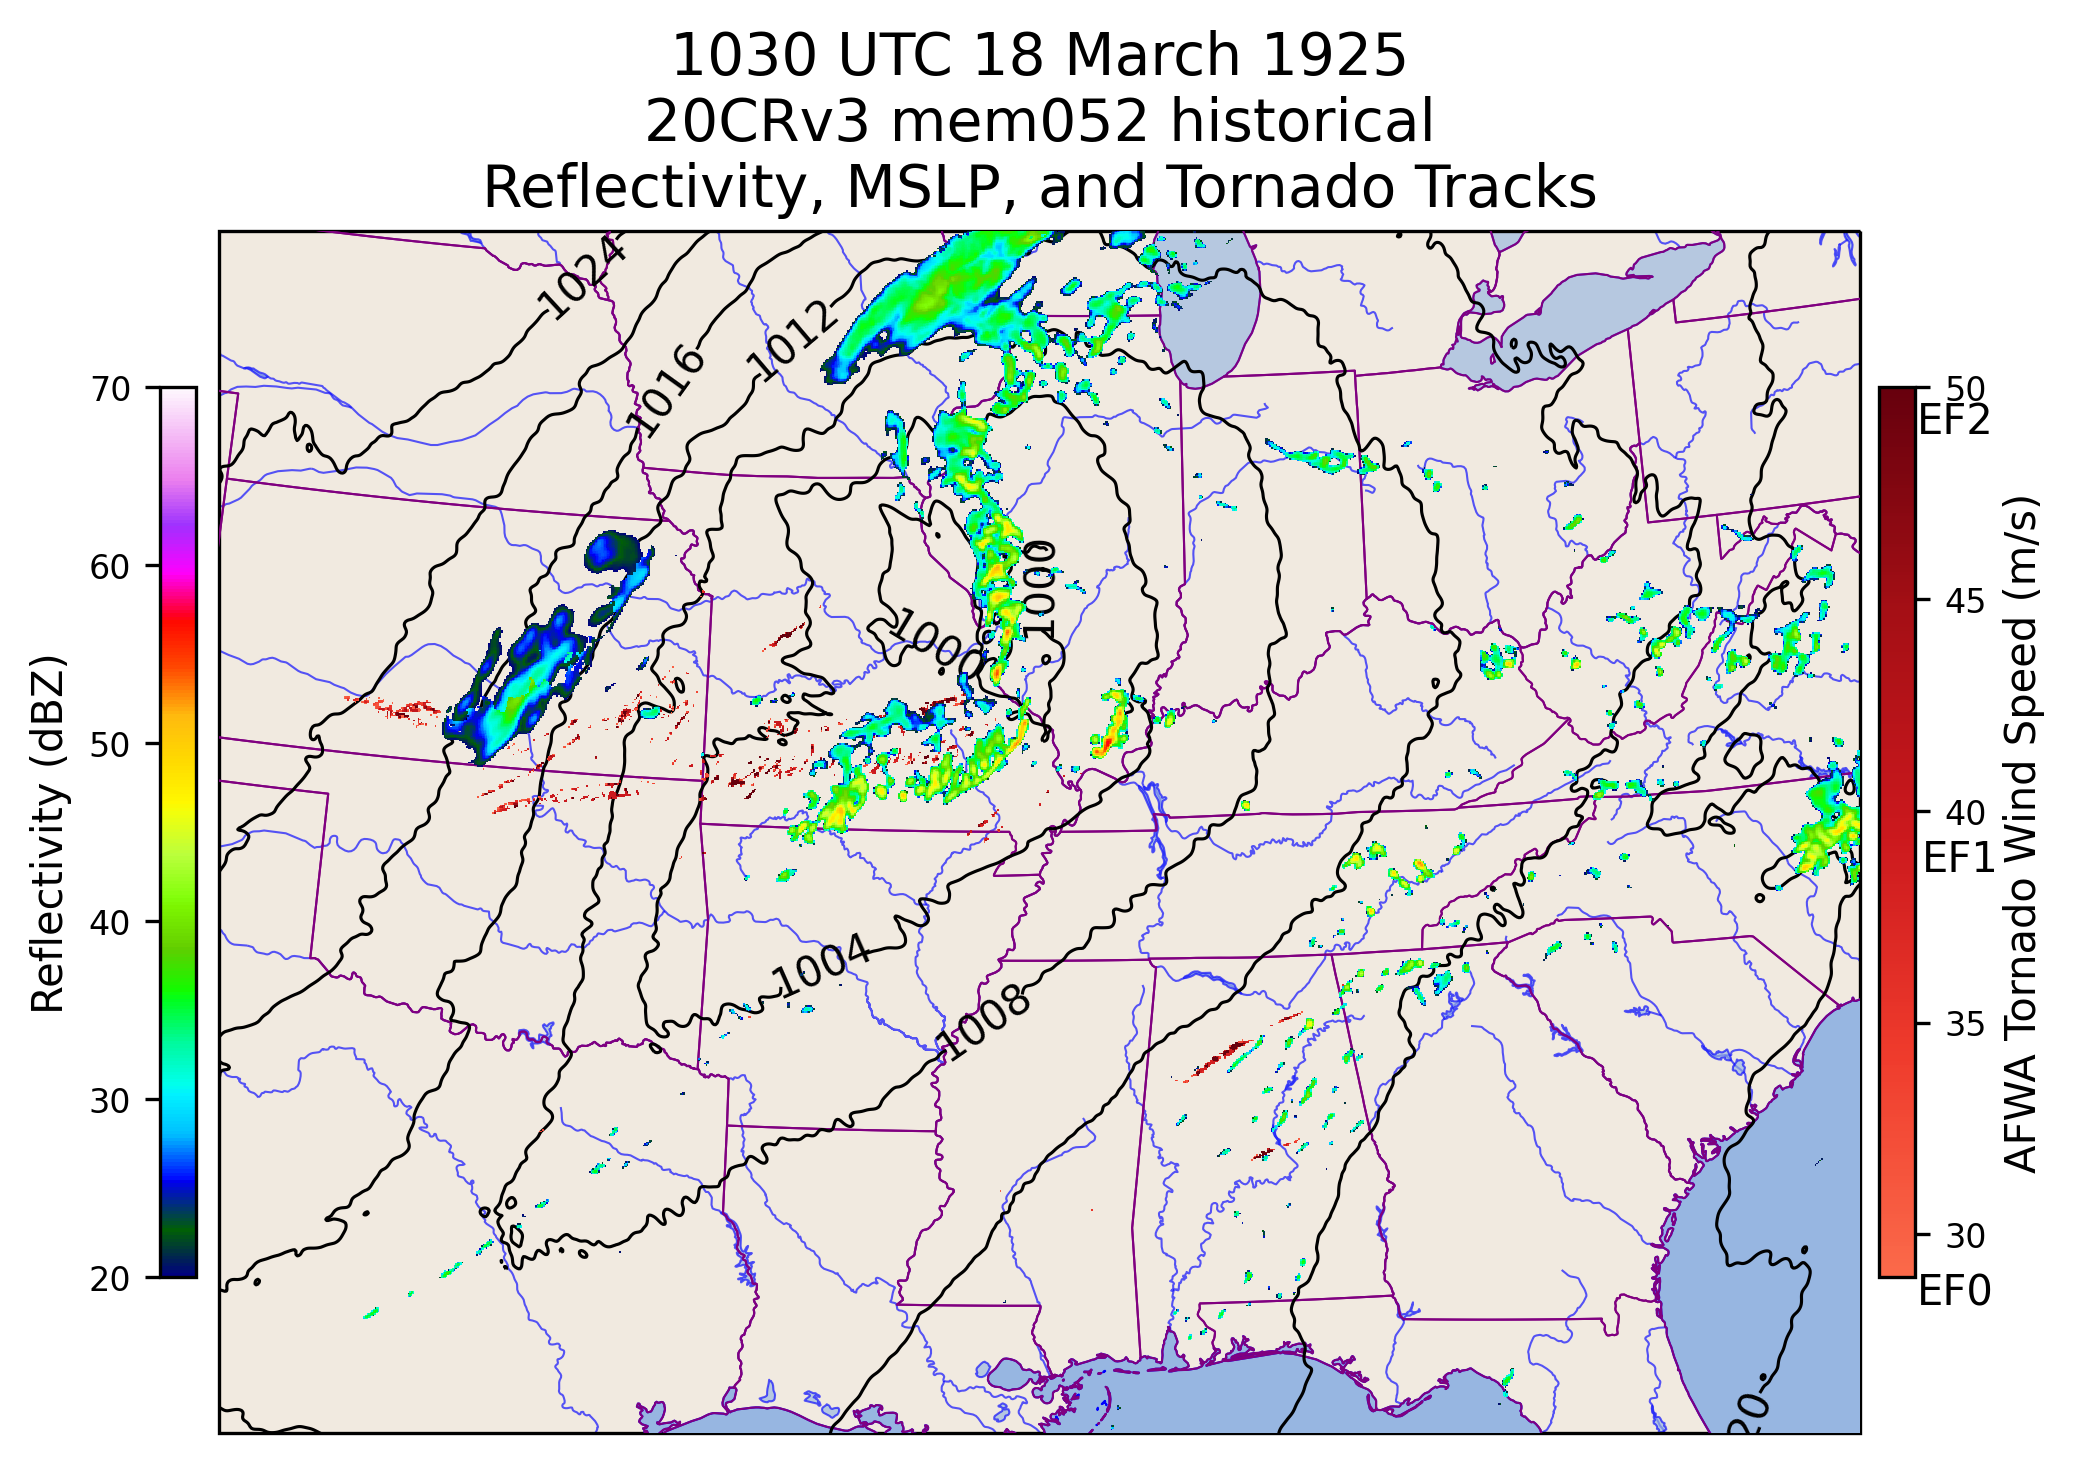 1030 UTC 18 March 1925
20CRv3 mem052 historical
Reflectivity, MSLP, and Tornado Tracks
Reflectivity (dBZ)
70
60
50
40
30
20
1024
1016
1012
1000
1000
1004
1008
20
50
EF2
45
40
EF1
35
30
EF0
AFWA Tornado Wind Speed (m/s)